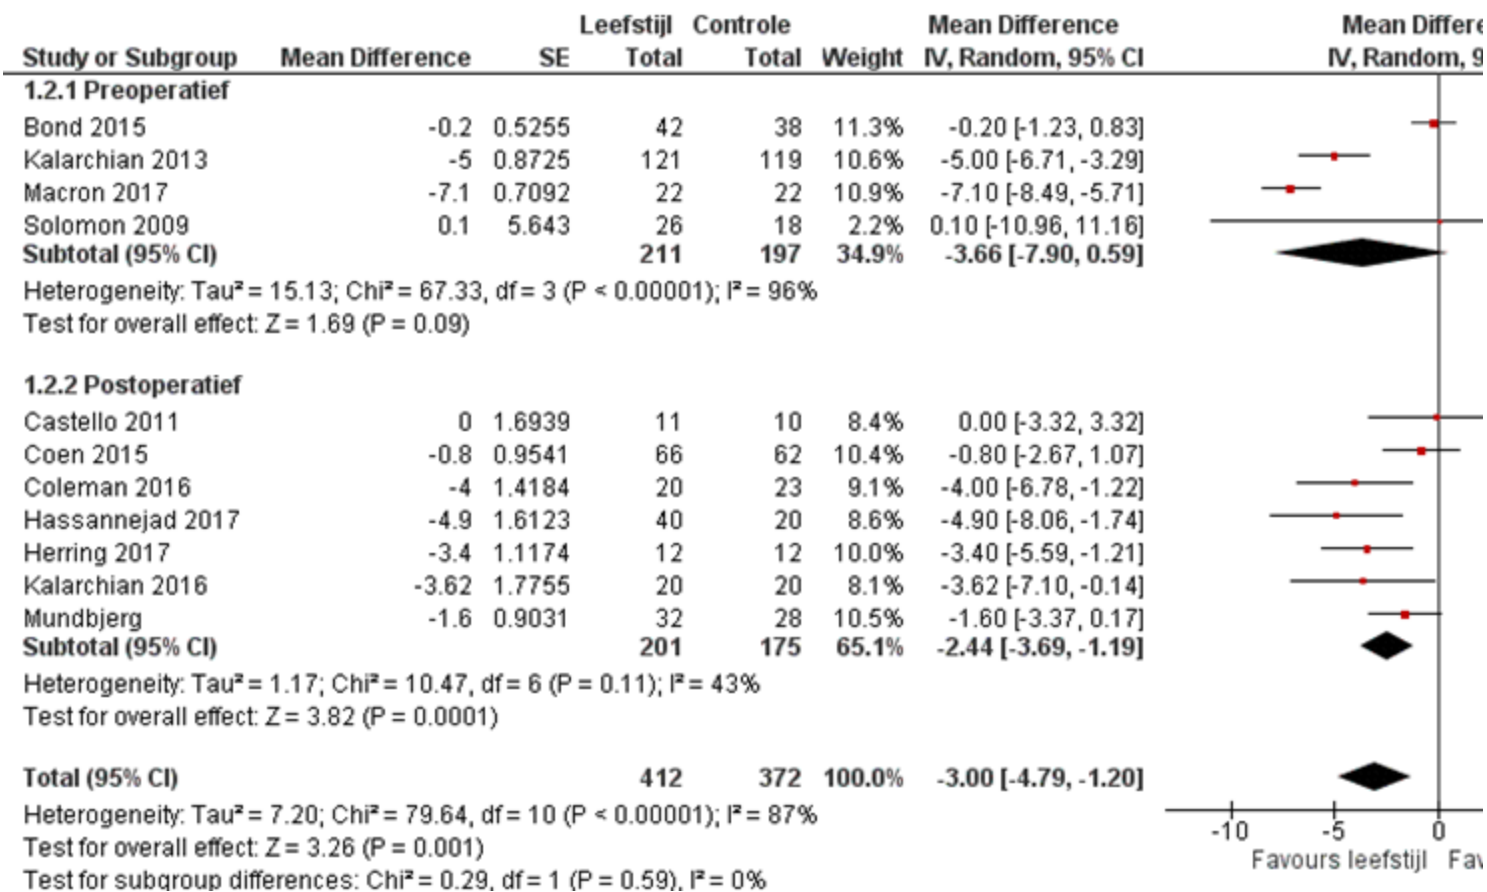 Leefstijl Controle Mean Difference Mean Differe
Study or Subgroup Mean Difference SE Total Total Weight IV, Random, 95% CI IV, Random, 9
1.2.1 Preoperatief
Bond 2015 -0.2 0.5255 42 38 11.3% -0.20 [-1.23, 0.83]
Kalarchian 2013 -5 0.8725 121 119 10.6% -5.00 [-6.71, -3.29]
Macron 2017 -7.1 0.7092 22 22 10.9% -7.10 [-8.49, -5.71]
Solomon 2009 0.1 5.643 26 18 2.2% 0.10 [-10.96, 11.16]
Subtotal (95% CI) 211 197 34.9% -3.66 [-7.90, 0.59]
Heterogeneity: Tau² = 15.13; Chi² = 67.33, df = 3 (P < 0.00001); I² = 96%
Test for overall effect: Z = 1.69 (P = 0.09)
1.2.2 Postoperatief
Castello 2011 0 1.6939 11 10 8.4% 0.00 [-3.32, 3.32]
Coen 2015 -0.8 0.9541 66 62 10.4% -0.80 [-2.67, 1.07]
Coleman 2016 -4 1.4184 20 23 9.1% -4.00 [-6.78, -1.22]
Hassannejad 2017 -4.9 1.6123 40 20 8.6% -4.90 [-8.06, -1.74]
Herring 2017 -3.4 1.1174 12 12 10.0% -3.40 [-5.59, -1.21]
Kalarchian 2016 -3.62 1.7755 20 20 8.1% -3.62 [-7.10, -0.14]
Mundbjerg -1.6 0.9031 32 28 10.5% -1.60 [-3.37, 0.17]
Subtotal (95% CI) 201 175 65.1% -2.44 [-3.69, -1.19]
Heterogeneity: Tau² = 1.17; Chi² = 10.47, df = 6 (P = 0.11); I² = 43%
Test for overall effect: Z = 3.82 (P = 0.0001)
Total (95% CI) 412 372 100.0% -3.00 [-4.79, -1.20]
Heterogeneity: Tau² = 7.20; Chi² = 79.64, df = 10 (P < 0.00001); I² = 87%
-10 -5 0
Test for overall effect: Z = 3.26 (P = 0.001)
Favours leefstijl Fav
Test for subgroup differences: Chi² = 0.29, df = 1 (P = 0.59), I² = 0%